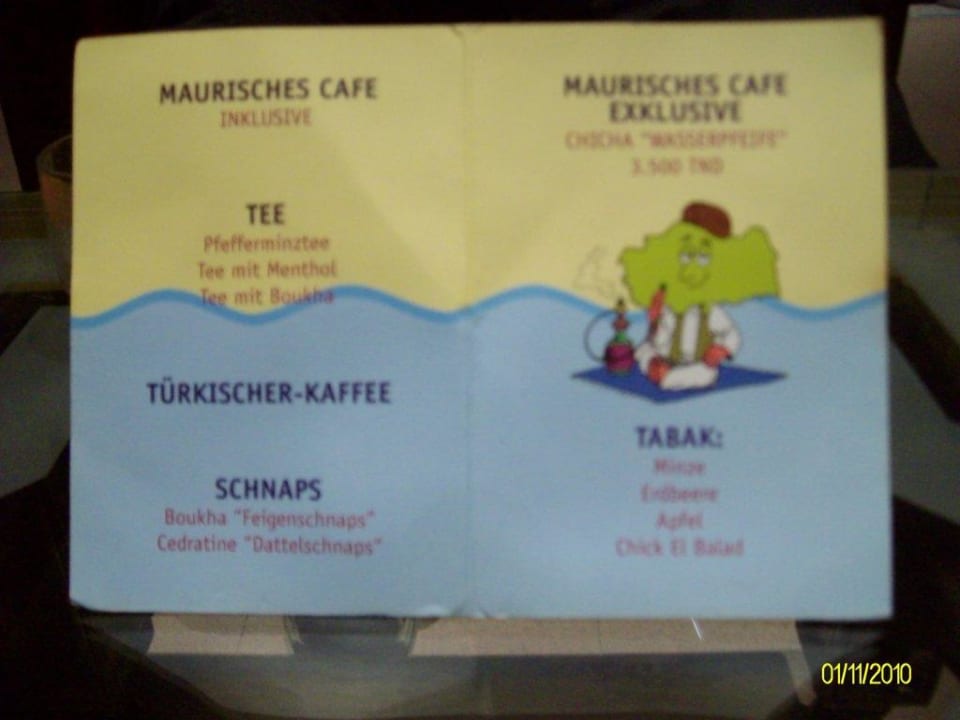 MAURISCHES CAFE
INKLUSIVE
TEE
Pfefferminztee
Tee mit Menthol
Tee mit Boukha
TÜRKISCHER-KAFFEE
SCHNAPS
Boukha "Feigenschnaps"
Cedratine "Dattelschnaps"
MAURISCHES CAFE
EXKLUSIVE
CHICHA "WASSERPFEIFE"
3.500 TND
TABAK:
Minze
Erdbeere
Apfel
Chick El Balad
01/11/2010